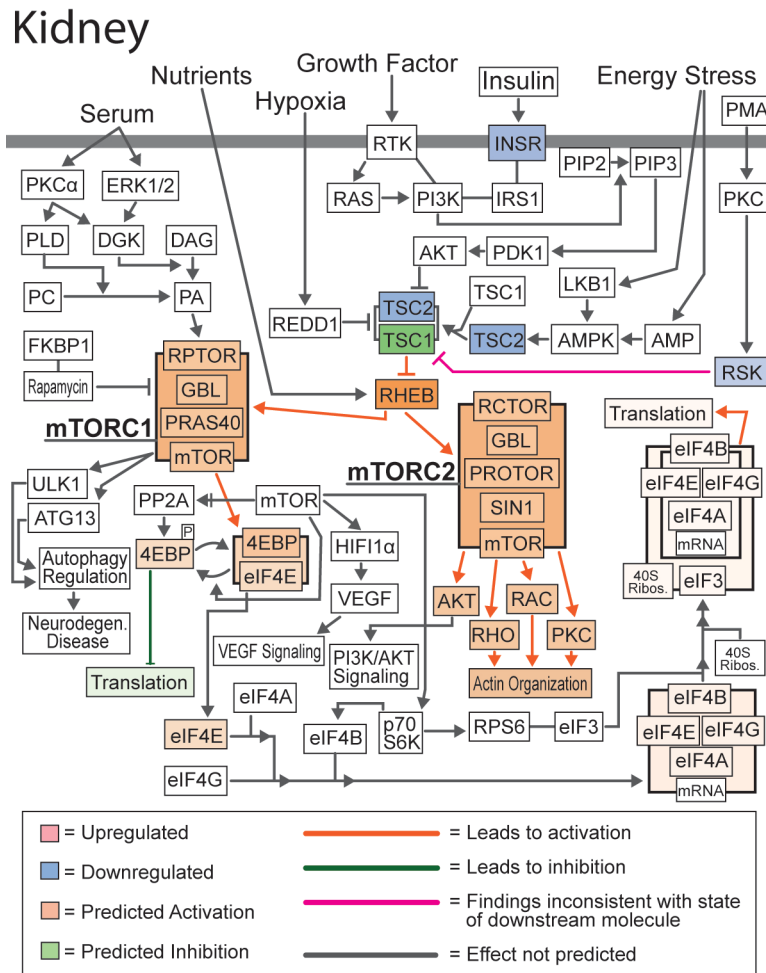 Kidney
Nutrients
Growth Factor
Hypoxia
Insulin
Energy Stress
Serum
PMA
RTK
INSR
PIP2
PIP3
PKCα
ERK1/2
RAS
PI3K
IRS1
PKC
PLD
DGK
DAG
AKT
PDK1
LKB1
TSC1
PC
PA
TSC2
REDD1
TSC1
TSC2
AMPK
AMP
FKBP1
Rapamycin
RPTOR
GBL
PRAS40
mTOR
mTORC1
RHEB
RSK
RCTOR
GBL
PROTOR
SIN1
mTOR
mTORC2
Translation
eIF4B
eIF4E
eIF4G
eIF4A
mRNA
40S
Ribos.
eIF3
ULK1
ATG13
PP2A
mTOR
P
4EBP
4EBP
eIF4E
HIFI1α
Autophagy
Regulation
VEGF
AKT
RAC
RHO
PKC
Neurodegen.
Disease
VEGF Signaling
PI3K/AKT
Signaling
Actin Organization
40S
Ribos.
Translation
eIF4A
eIF4E
eIF4B
p70
S6K
RPS6
eIF3
eIF4G
eIF4B
eIF4E
eIF4G
eIF4A
mRNA
= Upregulated
= Downregulated
= Predicted Activation
= Predicted Inhibition
= Leads to activation
= Leads to inhibition
= Findings inconsistent with state
of downstream molecule
= Effect not predicted